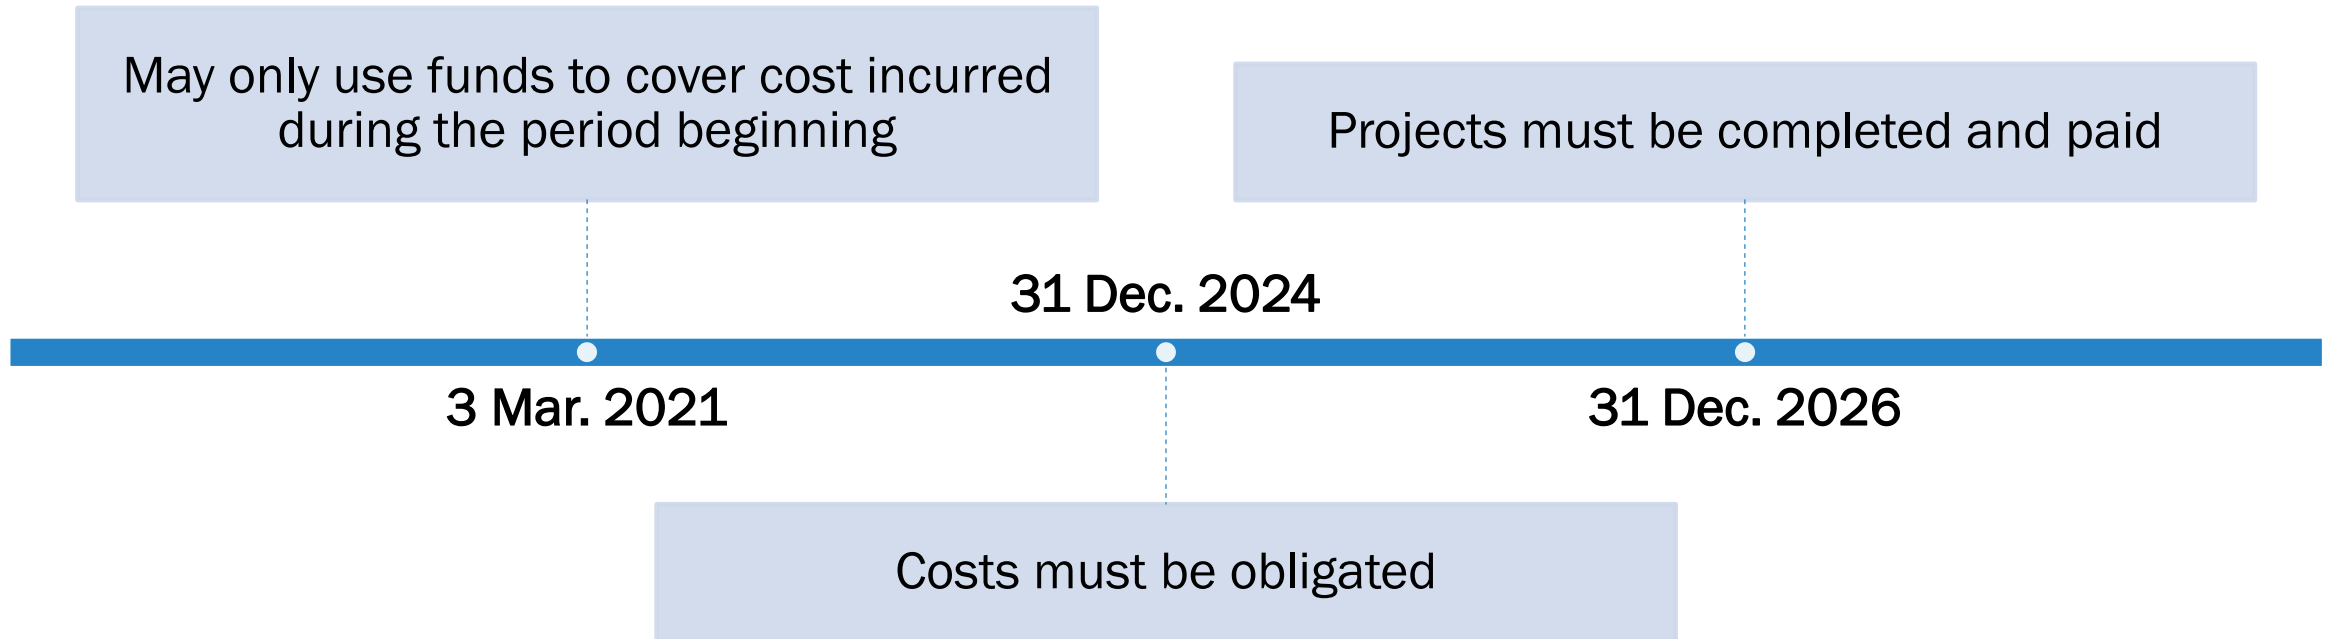 May only use funds to cover cost incurred
during the period beginning
Projects must be completed and paid
31 Dec. 2024
3 Mar. 2021
31 Dec. 2026
Costs must be obligated